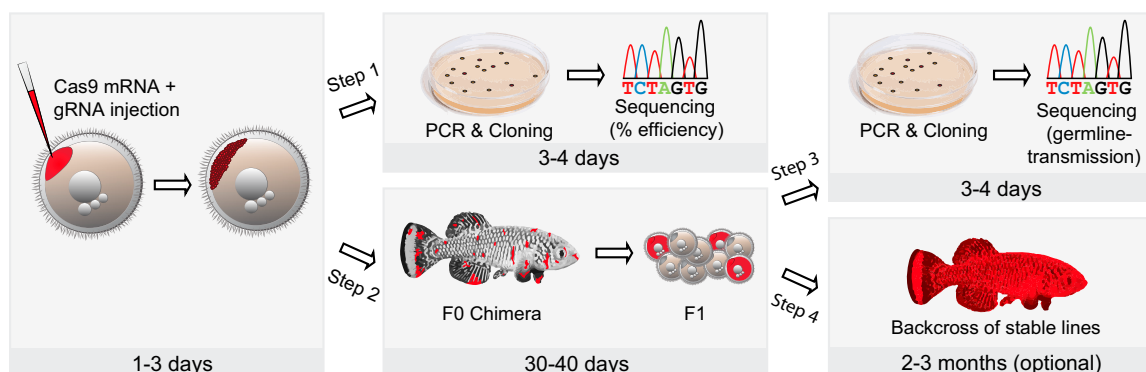 Cas9 mRNA +
gRNA injection
1-3 days
Step 1
Step 2
PCR & Cloning
TCTAGTG
Sequencing
(% efficiency)
3-4 days
F0 Chimera
F1
30-40 days
Step 3
Step 4
PCR & Cloning
TCTAGTG
Sequencing
(germline-
transmission)
3-4 days
Backcross of stable lines
2-3 months (optional)